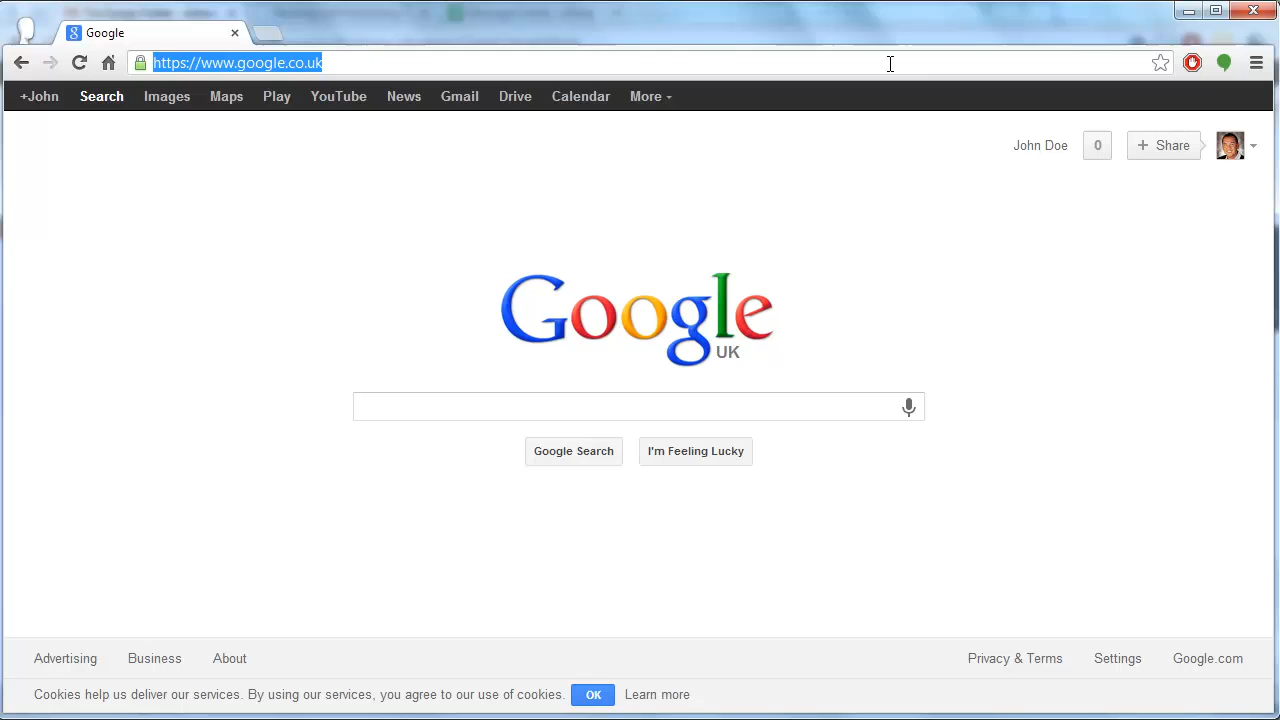 Google
https://www.google.co.uk
+John Search Images Maps Play YouTube News Gmail Drive Calendar More
John Doe 0 + Share
Google
UK
Google Search I'm Feeling Lucky
Advertising Business About Privacy & Terms Settings Google.com
Cookies help us deliver our services. By using our services, you agree to our use of cookies. OK Learn more